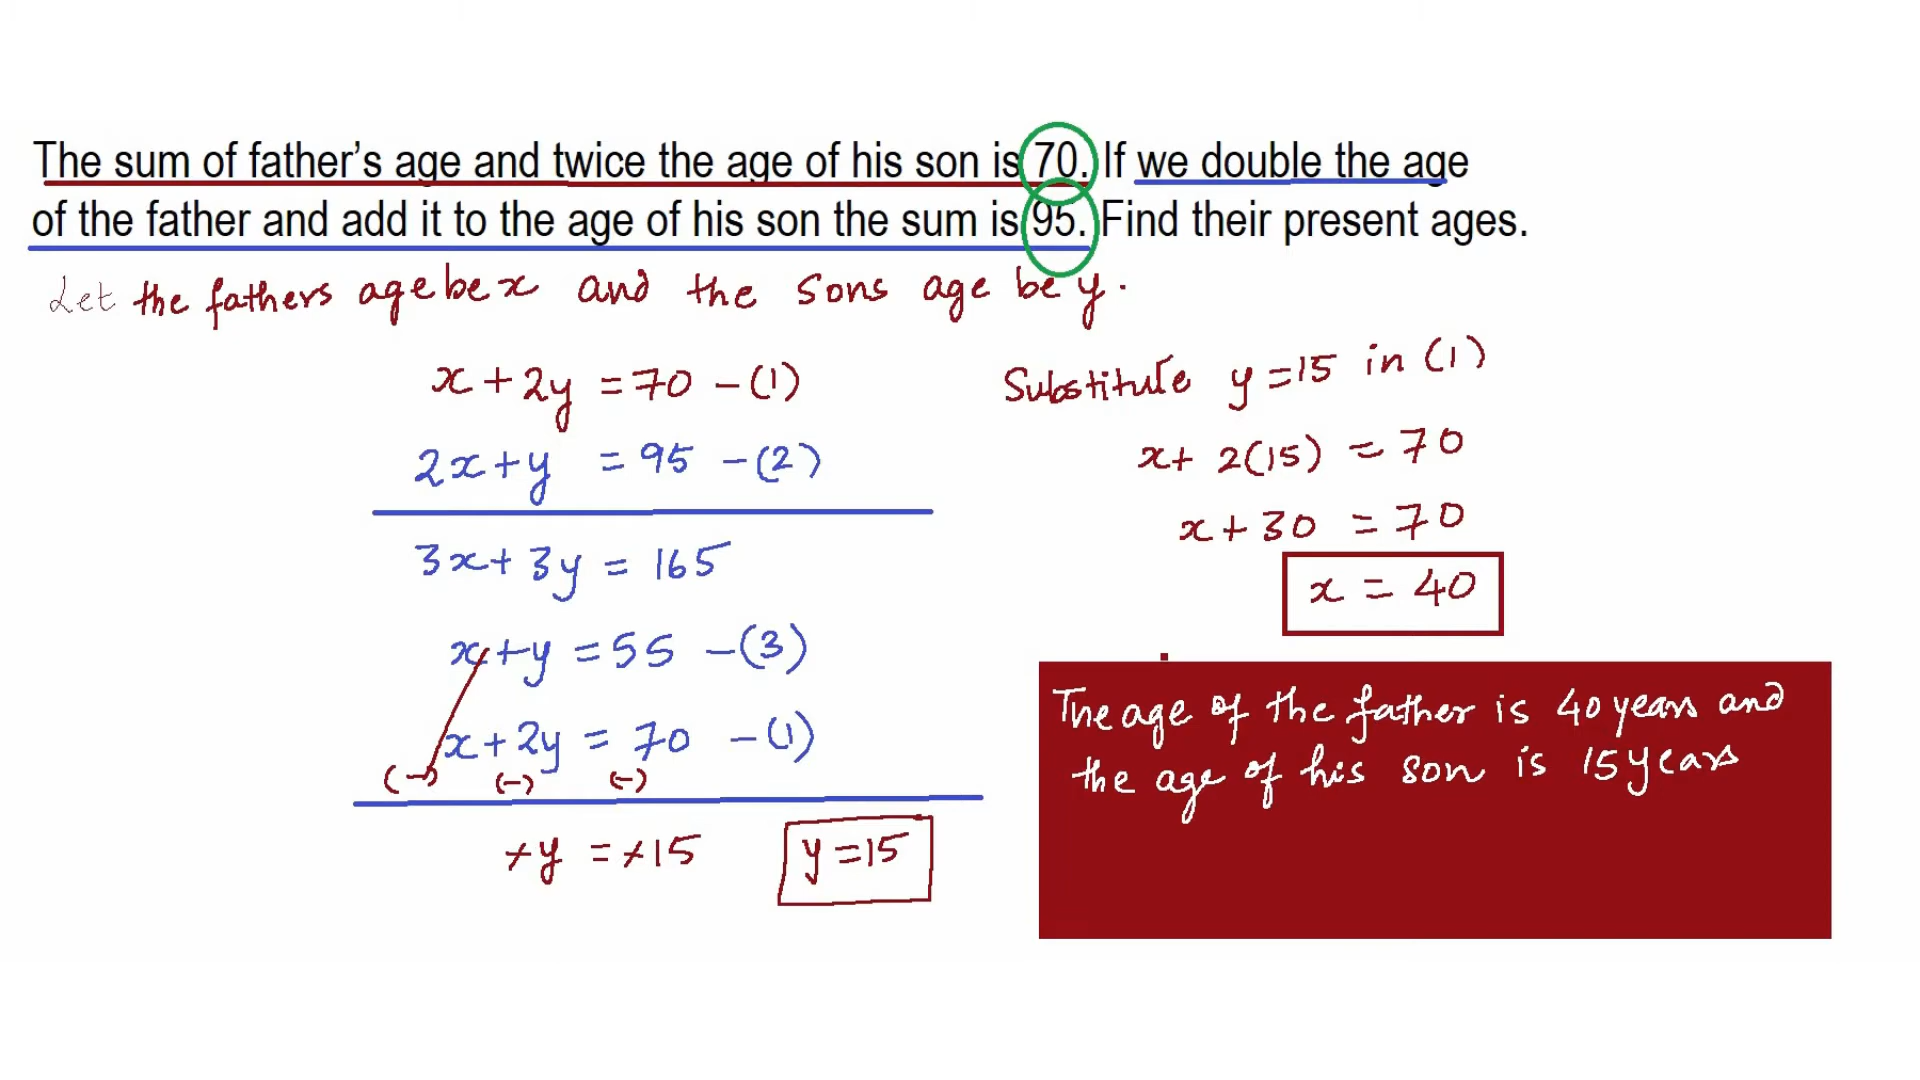 The sum of father’s age and twice the age of his son is 70. If we double the age
of the father and add it to the age of his son the sum is 95. Find their present ages.
Let the fathers age be x and the sons age be y.
x + 2y = 70 - (1)
2x + y = 95 - (2)
3x + 3y = 165
x + y = 55 - (3)
x + 2y = 70 - (1)
(-) (-) (-)
-y = -15
y = 15
Substitute y = 15 in (1)
x + 2(15) = 70
x + 30 = 70
x = 40
The age of the father is 40 years and
the age of his son is 15 years